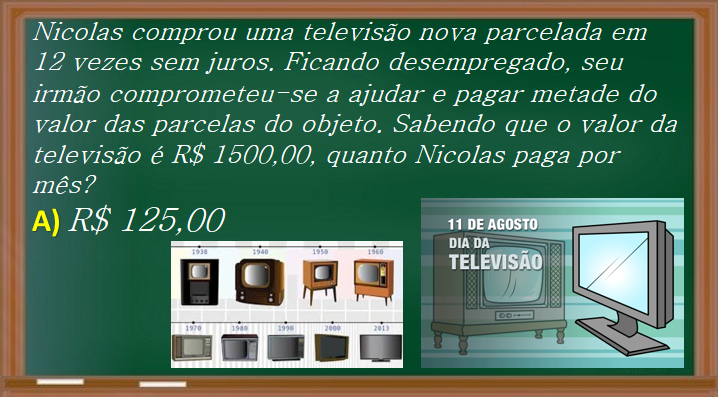 Nicolas comprou uma televisão nova parcelada em
12 vezes sem juros. Ficando desempregado, seu
irmão comprometeu-se a ajudar e pagar metade do
valor das parcelas do objeto. Sabendo que o valor da
televisão é R$ 1500,00, quanto Nicolas paga por
mês?
A) R$ 125,00
1938 1940 1950 1960
1970 1980 1990 2000 2013
11 DE AGOSTO
DIA DA
TELEVISÃO